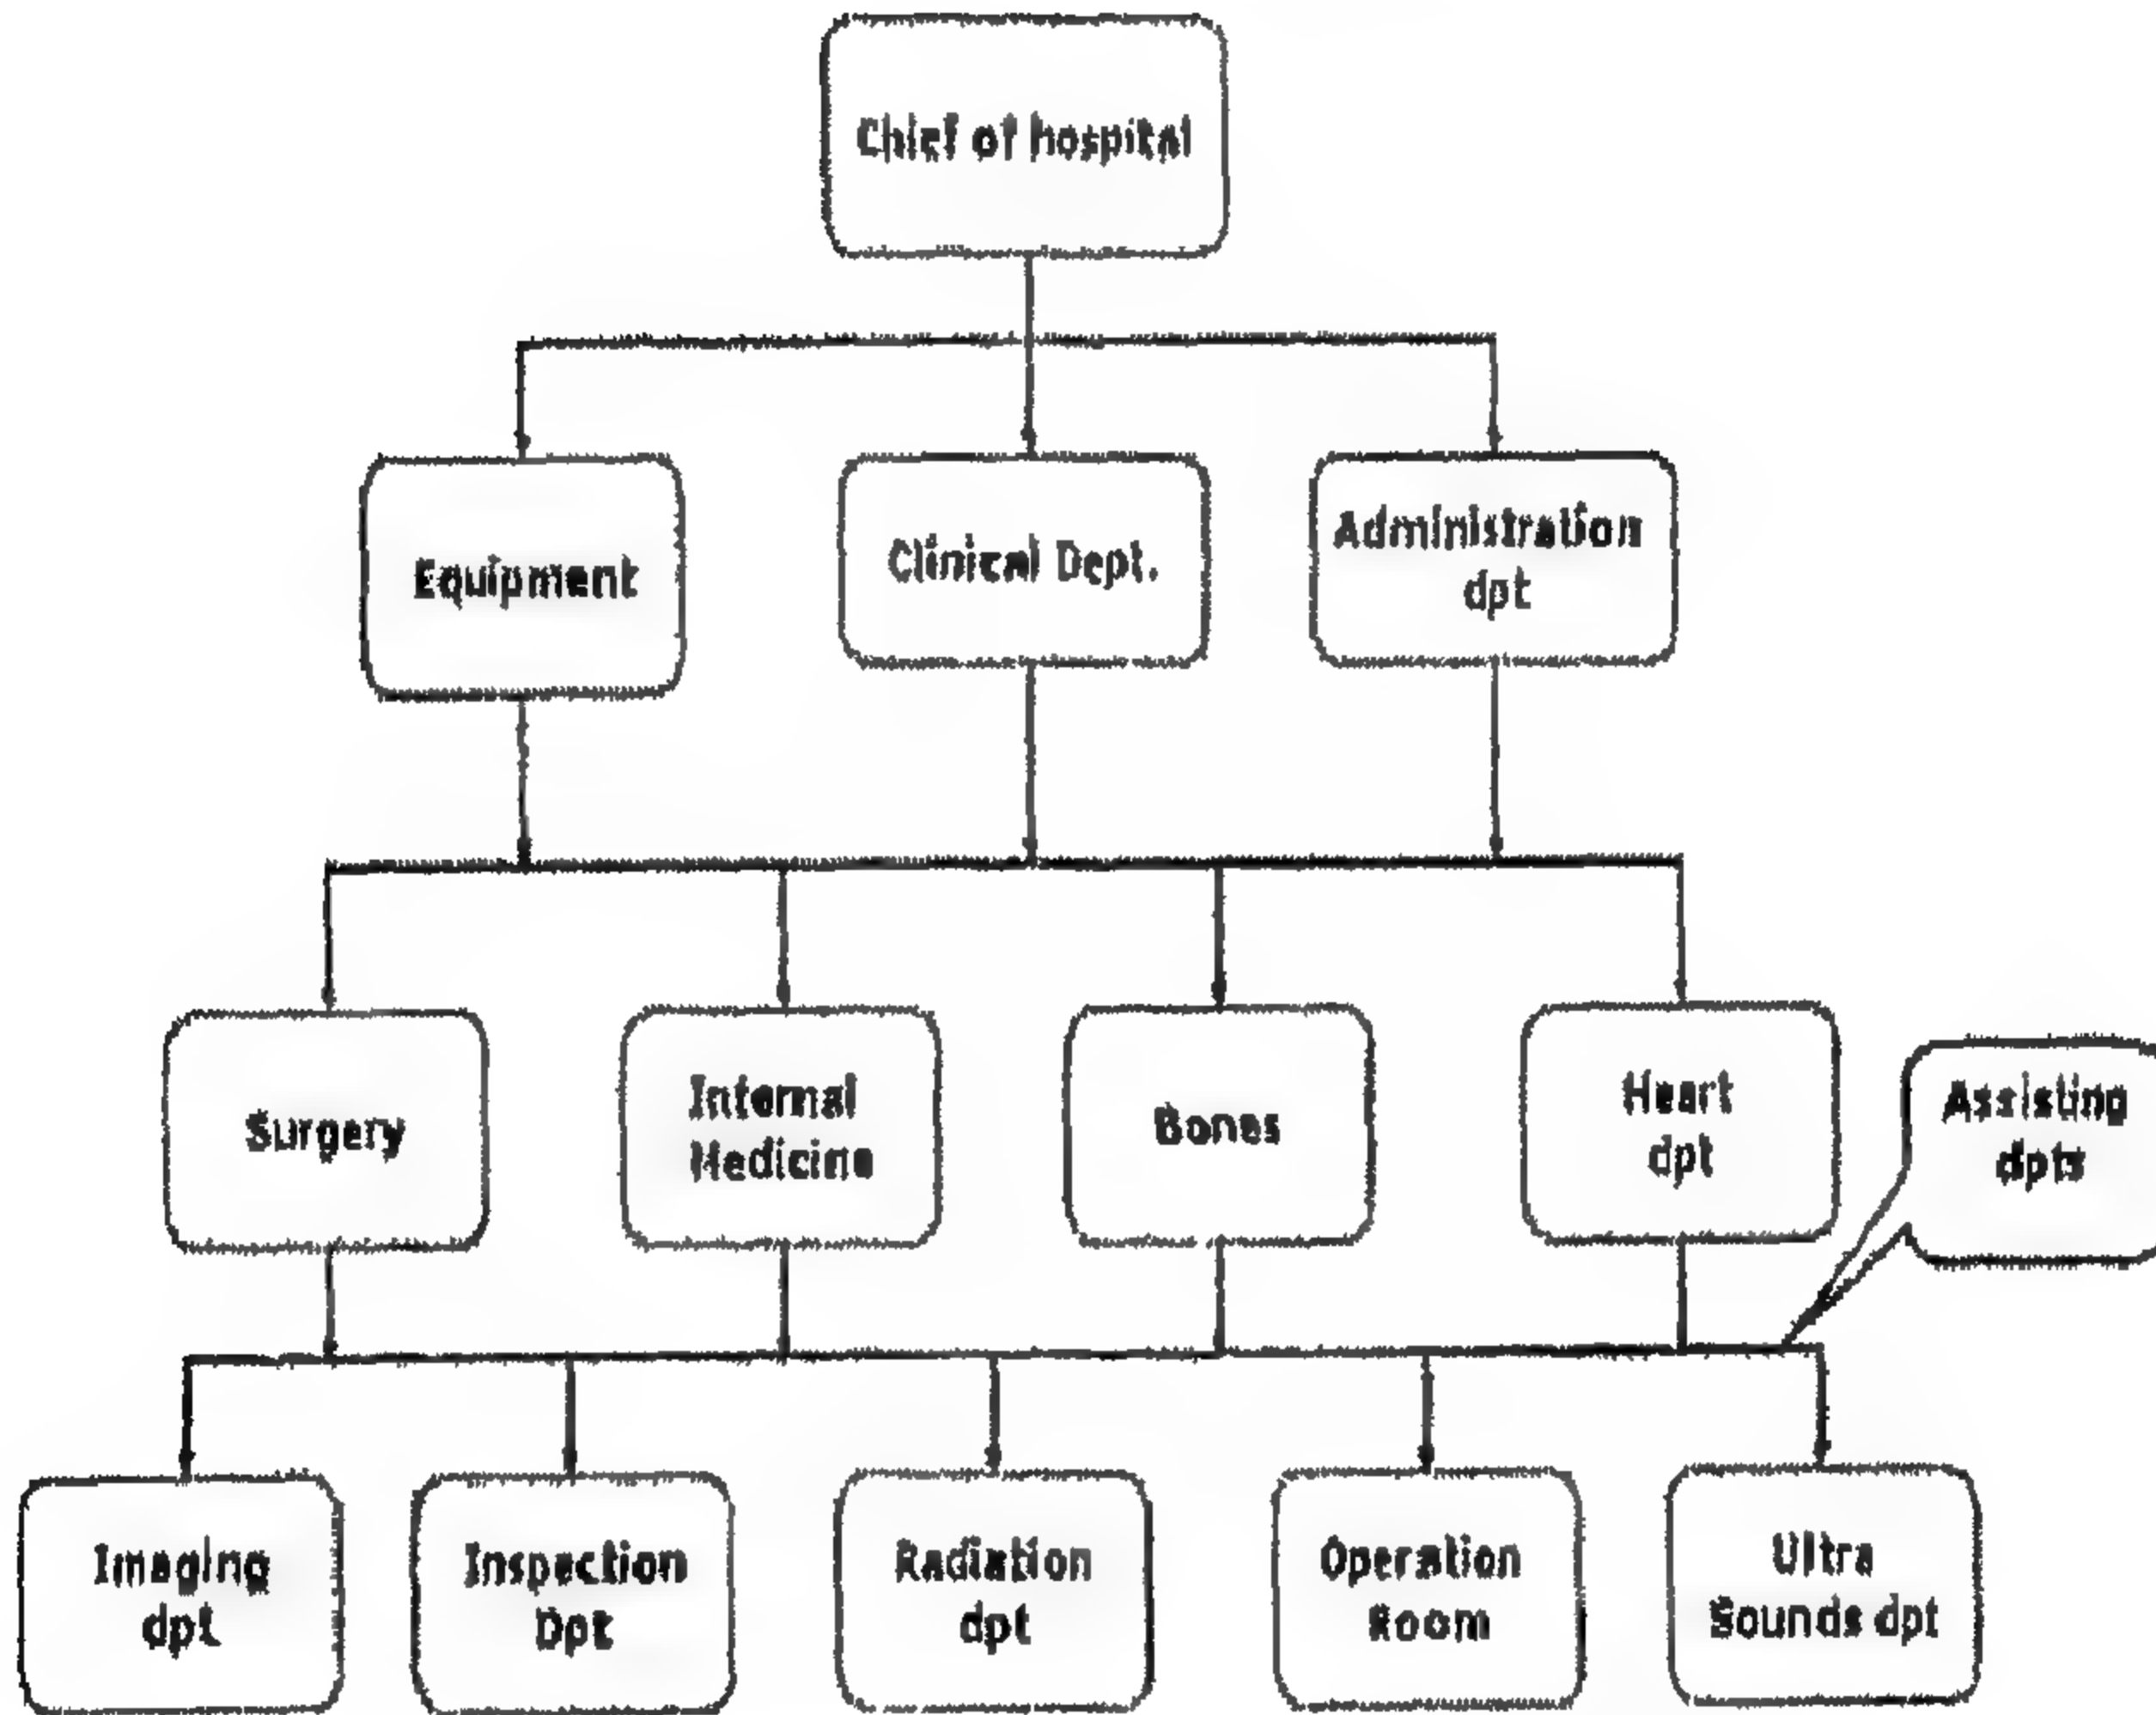 Chief of hospital
Equipment
Clinical Dept.
Administration
dpt
Surgery
Internal
Medicine
Bones
Heart
dpt
Assisting
dpts
Imaging
dpt
Inspection
Dpt
Radiation
dpt
Operation
Room
Ultra
Sounds dpt